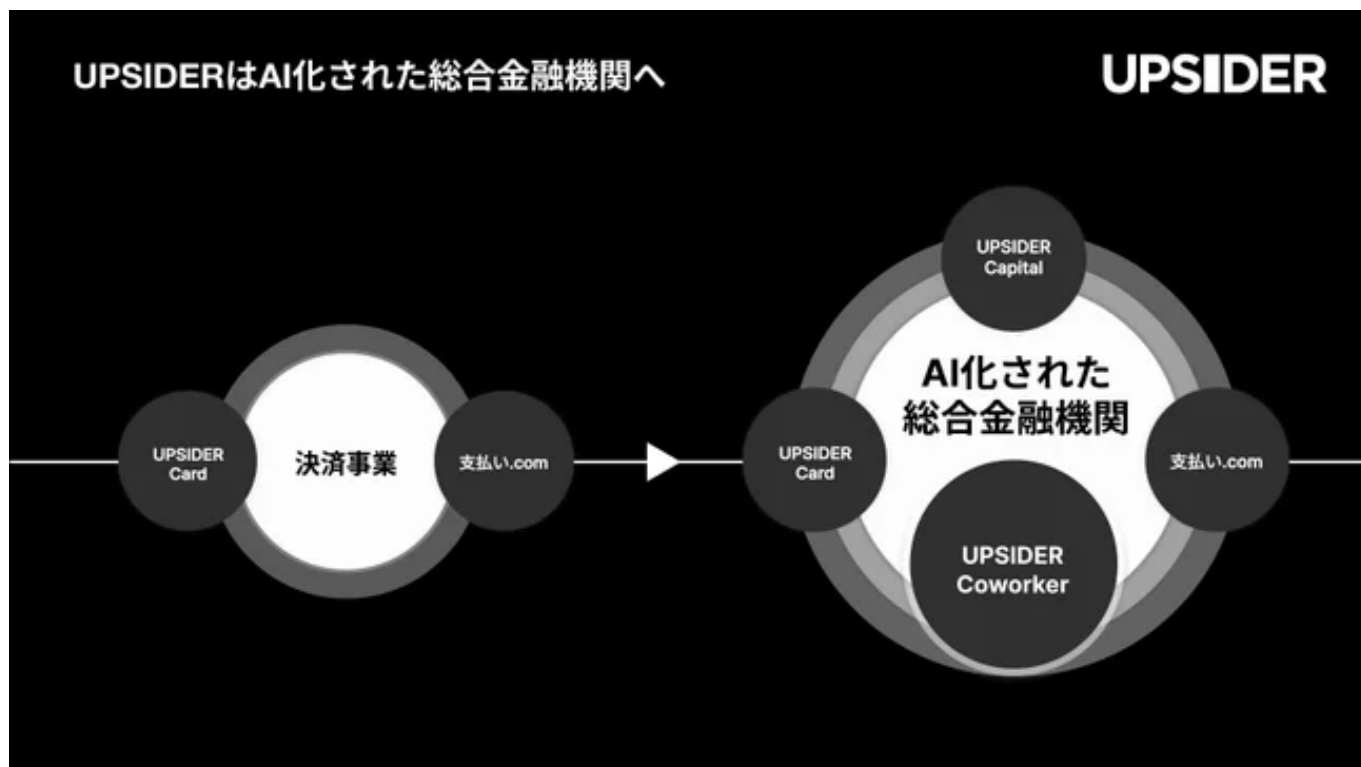 UPSIDERはAI化された総合金融機関へ
UPSIDER
UPSIDER
Card
決済事業
支払い.com
UPSIDER
Capital
AI化された
総合金融機関
UPSIDER
Card
支払い.com
UPSIDER
Coworker